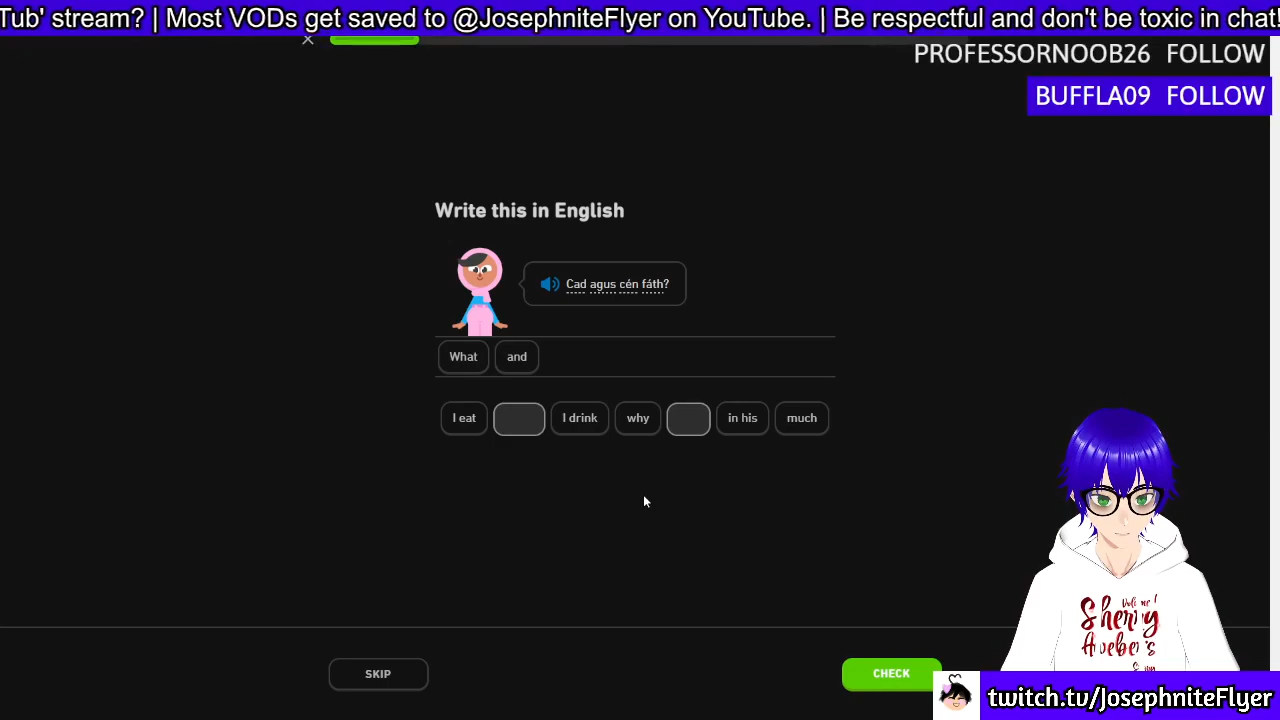 Tub' stream? | Most VODs get saved to @JosephniteFlyer on YouTube. | Be respectful and don't be toxic in chat!
PROFESSORNOOB26 FOLLOW
BUFFLA09 FOLLOW
Write this in English
Cad agus cén fáth?
What and
I eat I drink why in his much
Sherry
SKIP
CHECK
twitch.tv/JosephniteFlyer